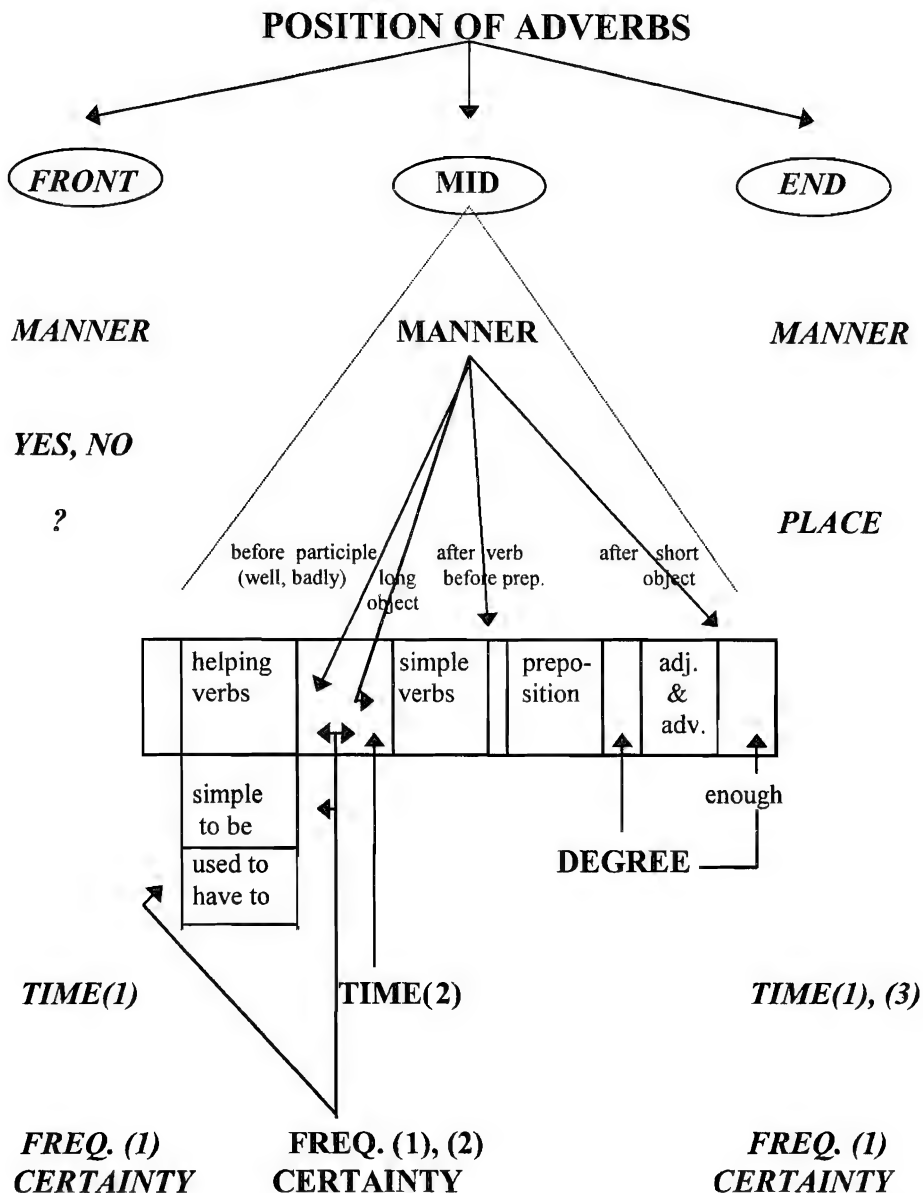 POSITION OF ADVERBS
FRONT MID END
MANNER MANNER MANNER
YES, NO
? PLACE
before participle after verb after short
(well, badly) long before prep. object
object
helping simple prepo- adj.
verbs verbs sition &
adv.
simple enough
to be
used to DEGREE
have to
TIME(1) TIME(2) TIME(1), (3)
FREQ. (1) FREQ. (1), (2) FREQ. (1)
CERTAINTY CERTAINTY CERTAINTY